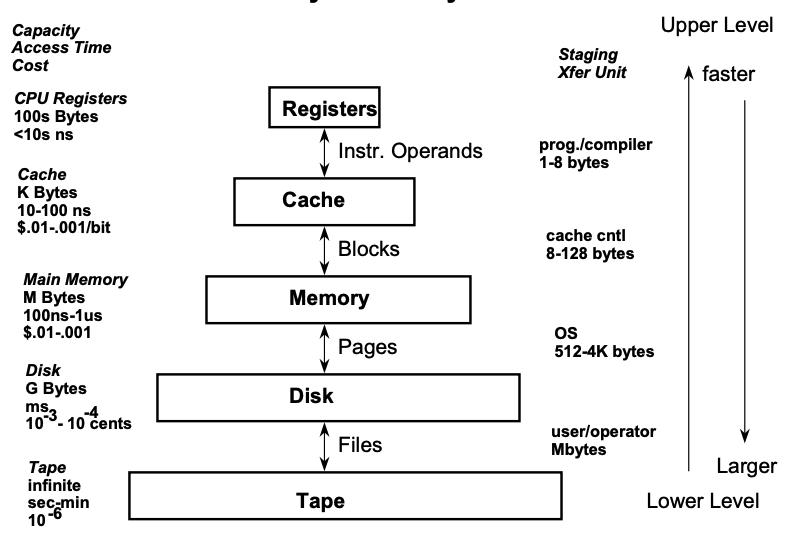 Capacity
Access Time
Cost
CPU Registers
100s Bytes
<10s ns
Cache
K Bytes
10-100 ns
$.01-.001/bit
Main Memory
M Bytes
100ns-1us
$.01-.001
Disk
G Bytes
ms
10-3 - 10-4 cents
Tape
infinite
sec-min
10-6
Registers
Instr. Operands
Cache
Blocks
Memory
Pages
Disk
Files
Tape
Staging
Xfer Unit
prog./compiler
1-8 bytes
cache cntl
8-128 bytes
OS
512-4K bytes
user/operator
Mbytes
Upper Level
faster
Larger
Lower Level